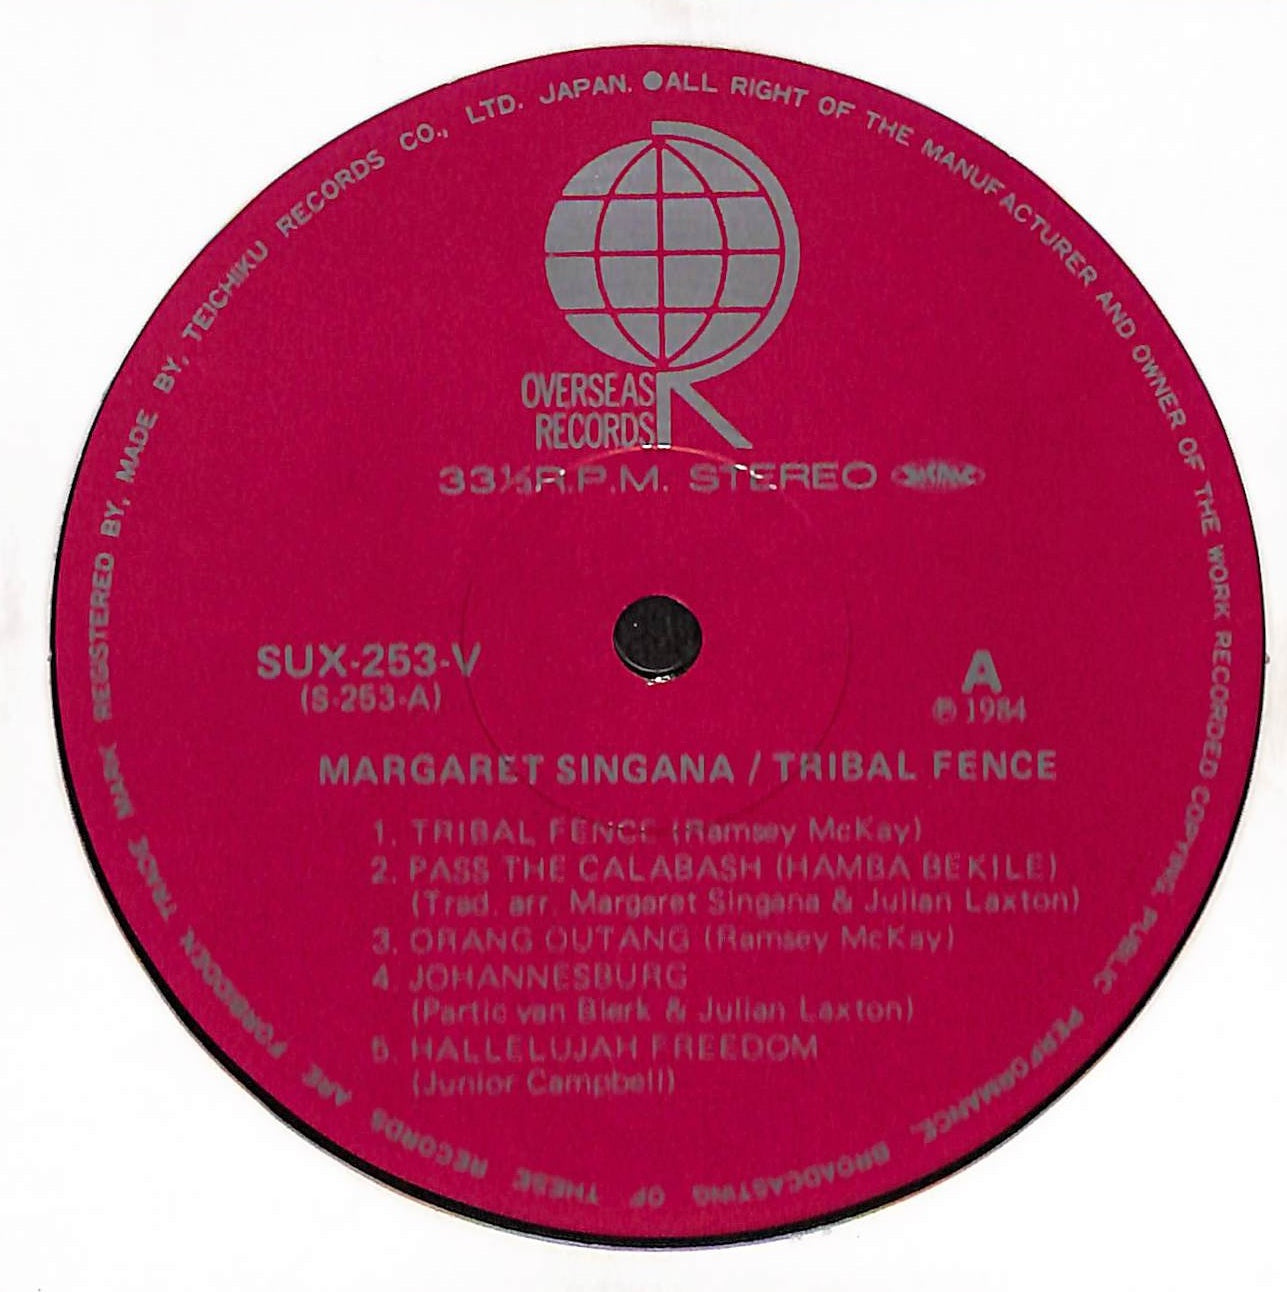 TRADE MARK REGSTERED BY, MADE BY, TEICHIKU RECORDS CO., LTD. JAPAN. ●ALL RIGHT OF THE MANUFACTURER AND OWNER OF THE WORK RECORDED COPYING, PUBLIC PERFORMANCE, BROADCASTING OF THESE RECORDS ARE FORBIDDEN
OVERSEAS
RECORDS
33⅓R.P.M. STEREO
SUX-253-V
(S-253-A)
A
℗ 1984
MARGARET SINGANA / TRIBAL FENCE
1. TRIBAL FENCE (Ramsey McKay)
2. PASS THE CALABASH (HAMBA BEKILE)
(Trad. arr. Margaret Singana & Julian Laxton)
3. ORANG OUTANG (Ramsey McKay)
4. JOHANNESBURG
(Partic van Blerk & Julian Laxton)
5. HALLELUJAH FREEDOM
(Junior Campbell)